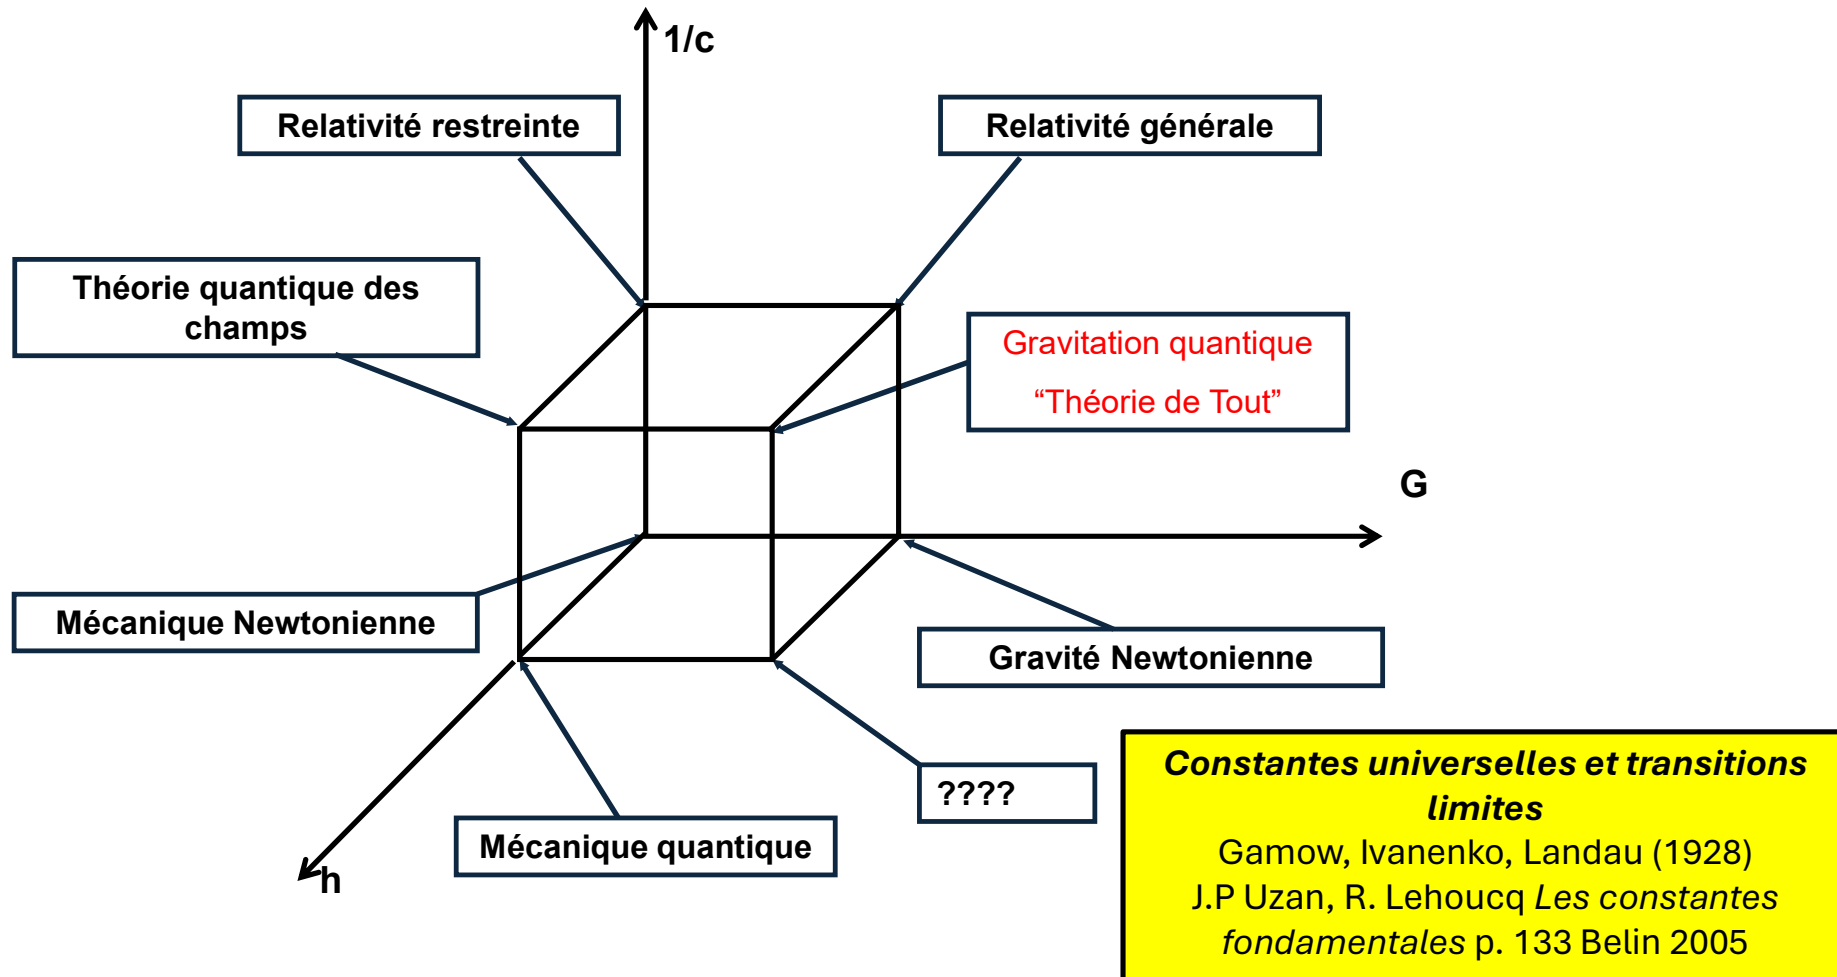 1/c
Relativité restreinte
Relativité générale
Théorie quantique des
champs
Gravitation quantique
“Théorie de Tout”
G
Mécanique Newtonienne
Gravité Newtonienne
????
Mécanique quantique
h
Constantes universelles et transitions
limites
Gamow, Ivanenko, Landau (1928)
J.P Uzan, R. Lehoucq Les constantes
fondamentales p. 133 Belin 2005